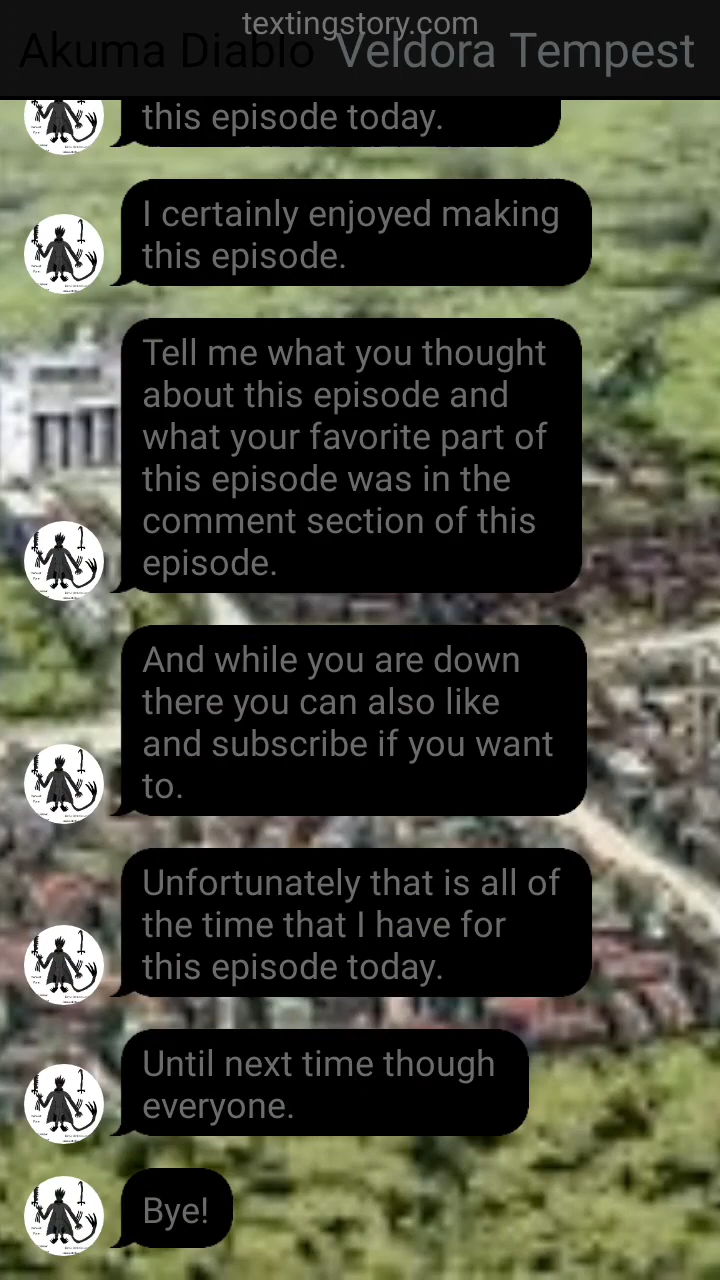 textingstory.com
Akuma Diablo Veldora Tempest
this episode today.
I certainly enjoyed making
this episode.
Tell me what you thought
about this episode and
what your favorite part of
this episode was in the
comment section of this
episode.
And while you are down
there you can also like
and subscribe if you want
to.
Unfortunately that is all of
the time that I have for
this episode today.
Until next time though
everyone.
Bye!